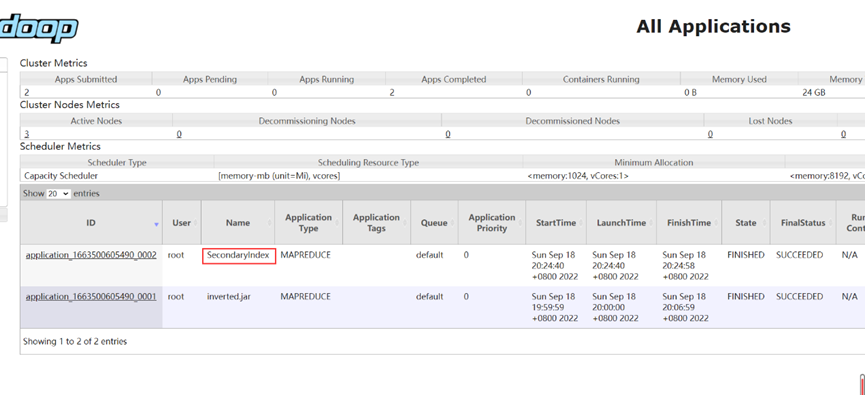 doop
All Applications
Cluster Metrics
Apps Submitted Apps Pending Apps Running Apps Completed Containers Running Memory Used Memory
2 0 0 2 0 0 B 24 GB
Cluster Nodes Metrics
Active Nodes Decommissioning Nodes Decommissioned Nodes Lost Nodes
3 0 0 0 0
Scheduler Metrics
Scheduler Type Scheduling Resource Type Minimum Allocation
Capacity Scheduler [memory-mb (unit=Mi), vcores] <memory:1024, vCores:1> <memory:8192, vCo
Show 20 entries
ID User Name Application Type Application Tags Queue Application Priority StartTime LaunchTime FinishTime State FinalStatus Run Cont
application_1663500605490_0002 root SecondaryIndex MAPREDUCE default 0 Sun Sep 18 20:24:40 +0800 2022 Sun Sep 18 20:24:40 +0800 2022 Sun Sep 18 20:24:58 +0800 2022 FINISHED SUCCEEDED N/A
application_1663500605490_0001 root inverted.jar MAPREDUCE default 0 Sun Sep 18 19:59:59 +0800 2022 Sun Sep 18 20:00:00 +0800 2022 Sun Sep 18 20:06:59 +0800 2022 FINISHED SUCCEEDED N/A
Showing 1 to 2 of 2 entries